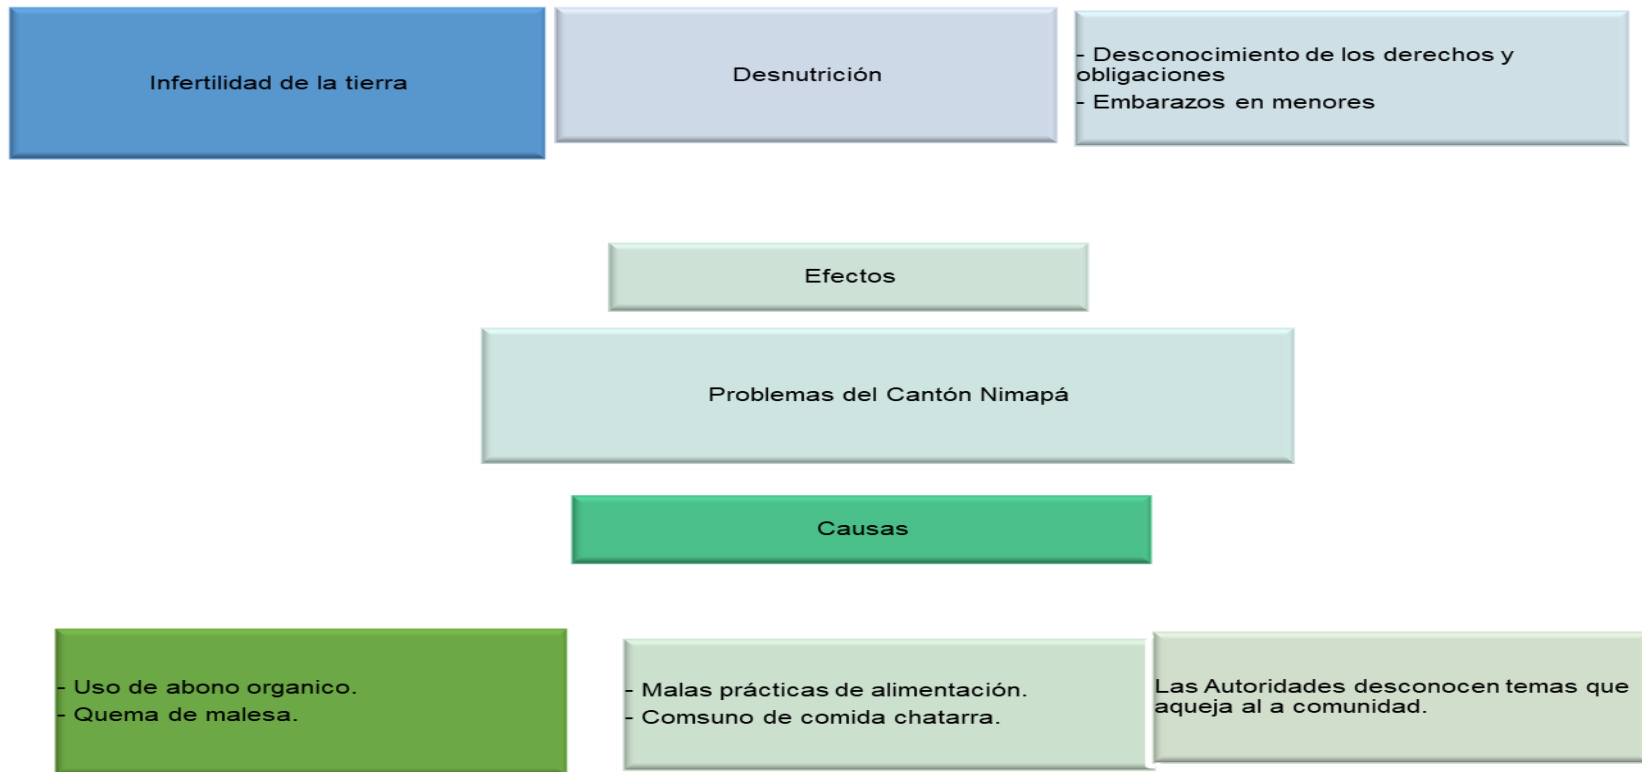 Infertilidad de la tierra
Desnutrición
- Desconocimiento de los derechos y
obligaciones
- Embarazos en menores
Efectos
Problemas del Cantón Nimapá
Causas
- Uso de abono organico.
- Quema de malesa.
- Malas prácticas de alimentación.
- Comsuno de comida chatarra.
Las Autoridades desconocen temas que
aqueja al a comunidad.